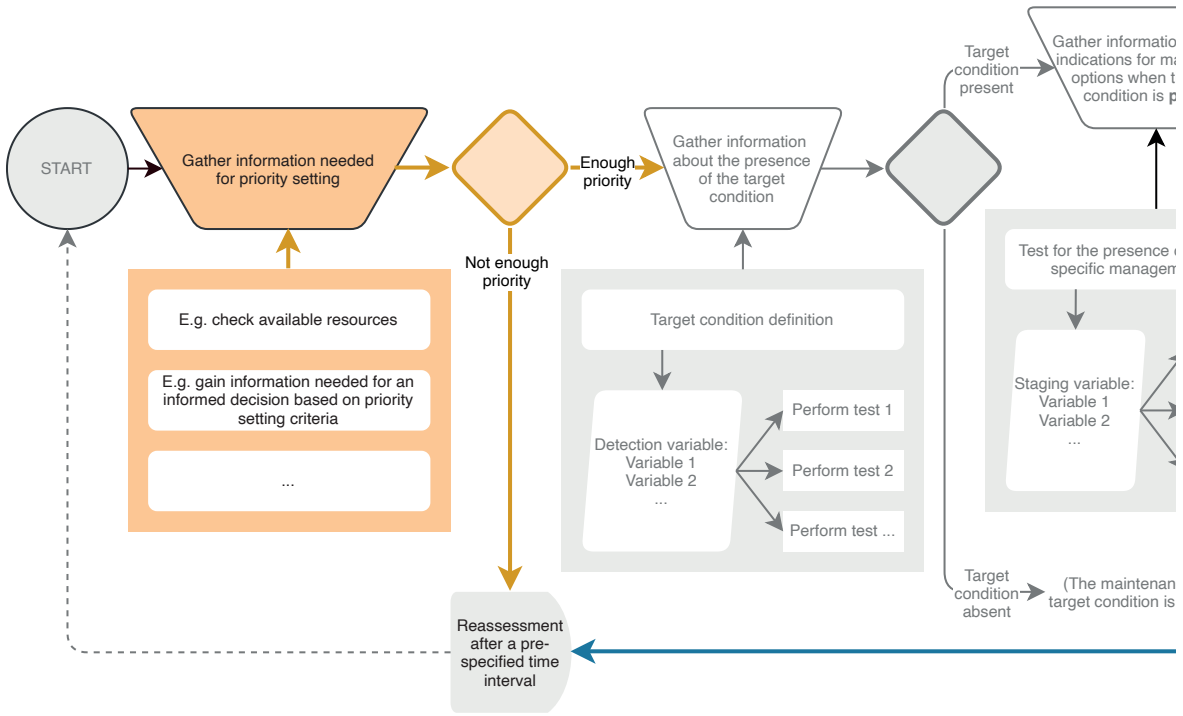 START
Gather information needed
for priority setting
E.g. check available resources
E.g. gain information needed for an
informed decision based on priority
setting criteria
...
Enough
priority
Not enough
priority
Gather information
about the presence
of the target
condition
Target condition definition
Detection variable:
Variable 1
Variable 2
...
Perform test 1
Perform test 2
Perform test ...
Target
condition
present
Gather informatio
indications for ma
options when t
condition is p
Test for the presence
specific managem
Staging variable:
Variable 1
Variable 2
...
Target
condition
absent
(The maintenan
target condition is
Reassessment
after a pre-
specified time
interval